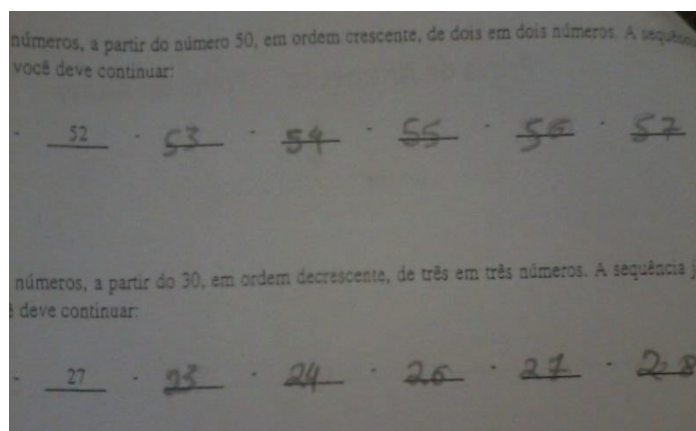 números, a partir do número 50, em ordem crescente, de dois em dois números. A sequência
você deve continuar:
- 52 - 53 - 54 - 55 - 56 - 57
números, a partir do 30, em ordem decrescente, de três em três números. A sequência j
ê deve continuar:
- 27 - 23 - 24 - 26 - 27 - 28